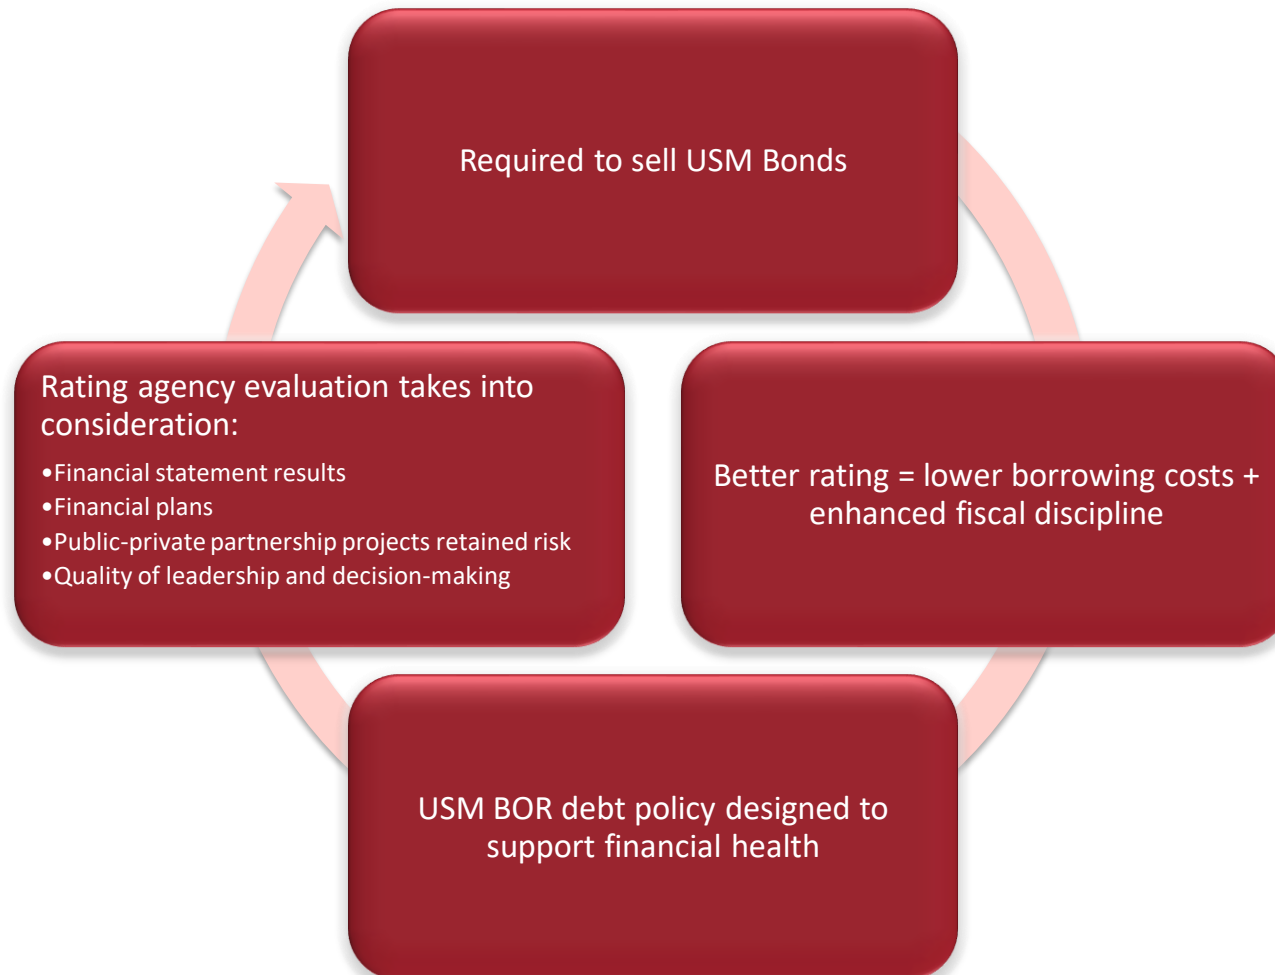 Required to sell USM Bonds
Better rating = lower borrowing costs +
enhanced fiscal discipline
USM BOR debt policy designed to
support financial health
Rating agency evaluation takes into
consideration:
•Financial statement results
•Financial plans
•Public-private partnership projects retained risk
•Quality of leadership and decision-making